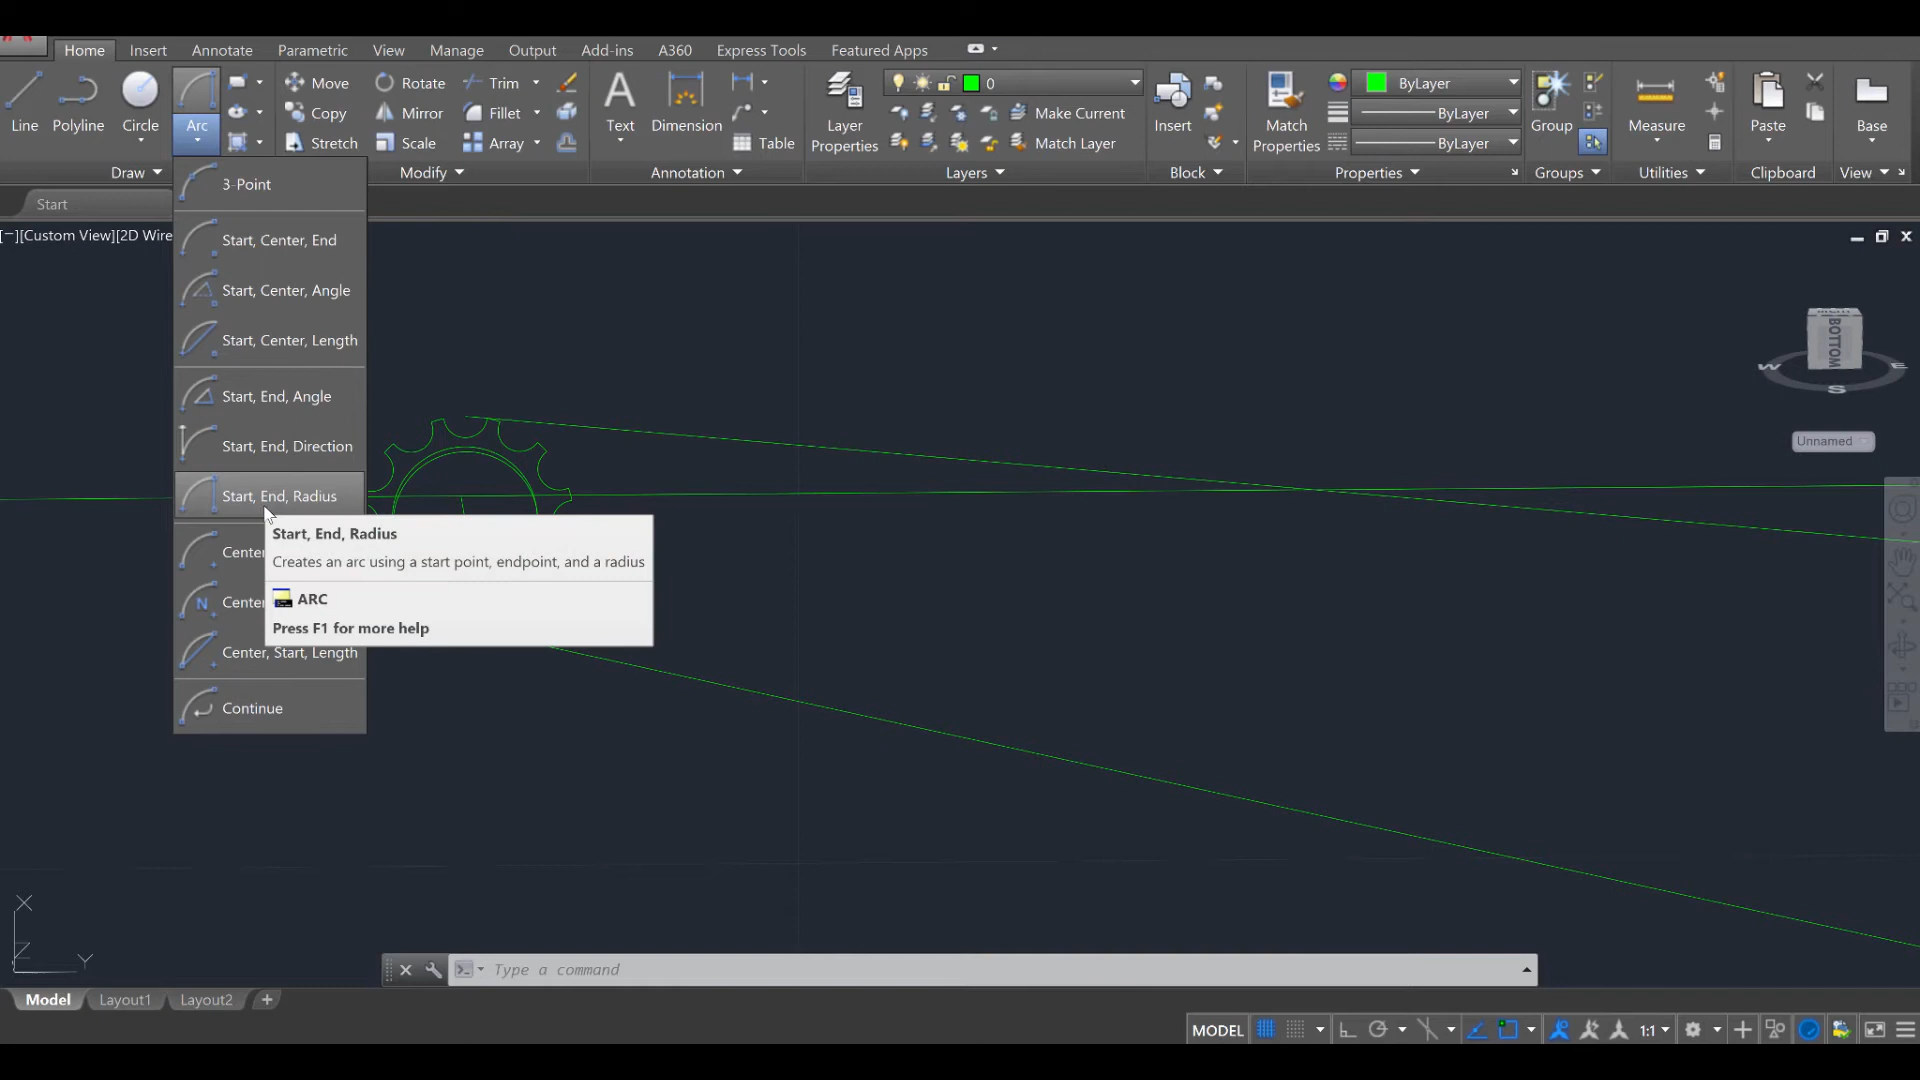 Home Insert Annotate Parametric View Manage Output Add-ins A360 Express Tools Featured Apps
Line Polyline Circle Arc
Move Rotate Trim
Copy Mirror Fillet
Stretch Scale Array
Text Dimension Table
Layer Properties
0
Make Current
Match Layer
Insert
Match Properties
ByLayer
ByLayer
ByLayer
Group Measure Paste Base
Draw Modify Annotation Layers Block Properties Groups Utilities Clipboard View
Start
[−][Custom View][2D Wire
3-Point
Start, Center, End
Start, Center, Angle
Start, Center, Length
Start, End, Angle
Start, End, Direction
Start, End, Radius
Center
Center
Center, Start, Length
Continue
Start, End, Radius
Creates an arc using a start point, endpoint, and a radius
ARC
Press F1 for more help
BOTTOM
W
E
S
Unnamed
X
Z
Y
Type a command
Model Layout1 Layout2 +
MODEL 1:1